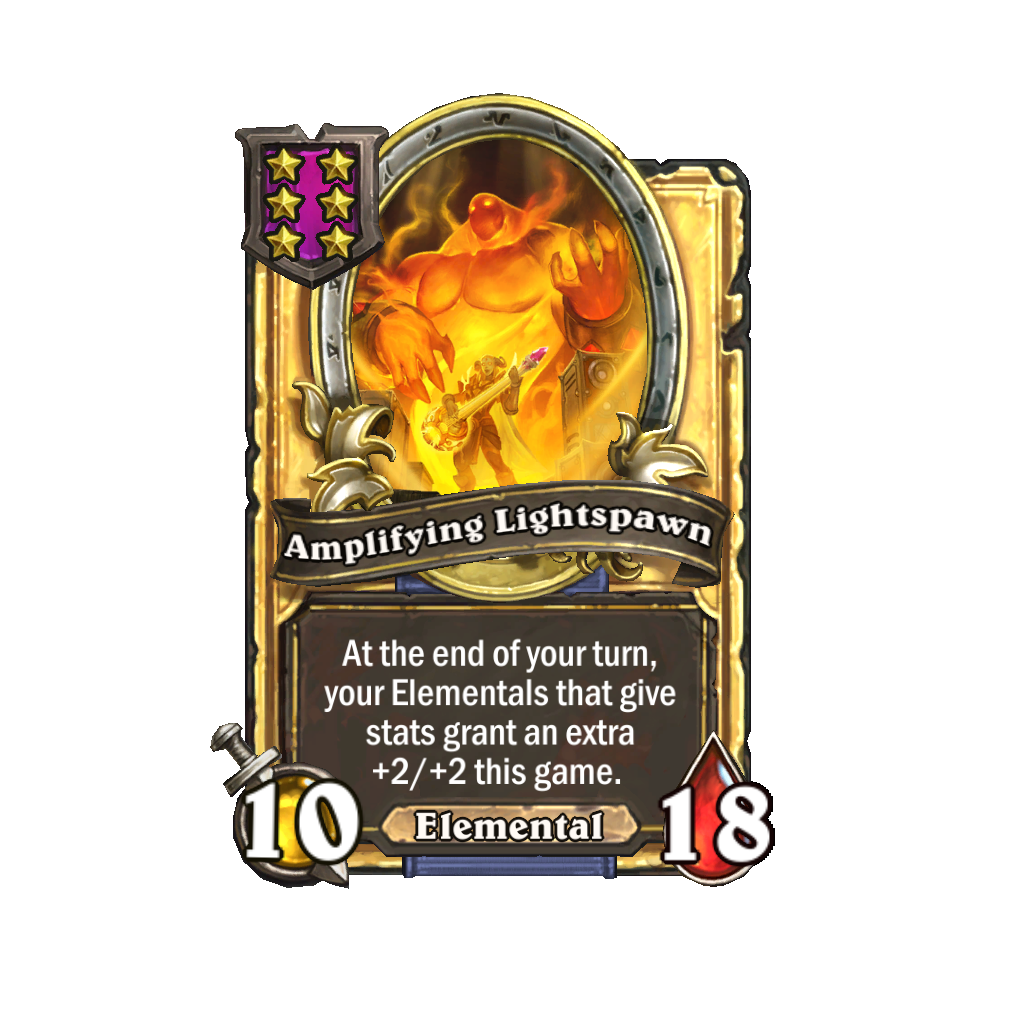 Amplifying Lightspawn
At the end of your turn,
your Elementals that give
stats grant an extra
+2/+2 this game.
10
Elemental
18